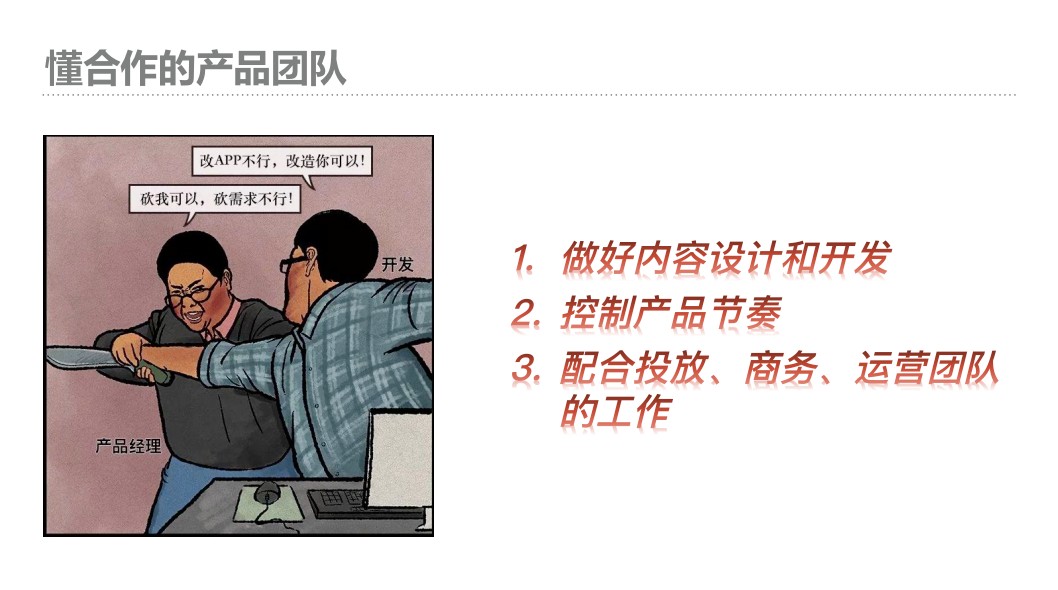 懂合作的产品团队
改APP不行，改造你可以！
砍我可以，砍需求不行！
开发
产品经理
1. 做好内容设计和开发
2. 控制产品节奏
3. 配合投放、商务、运营团队
的工作